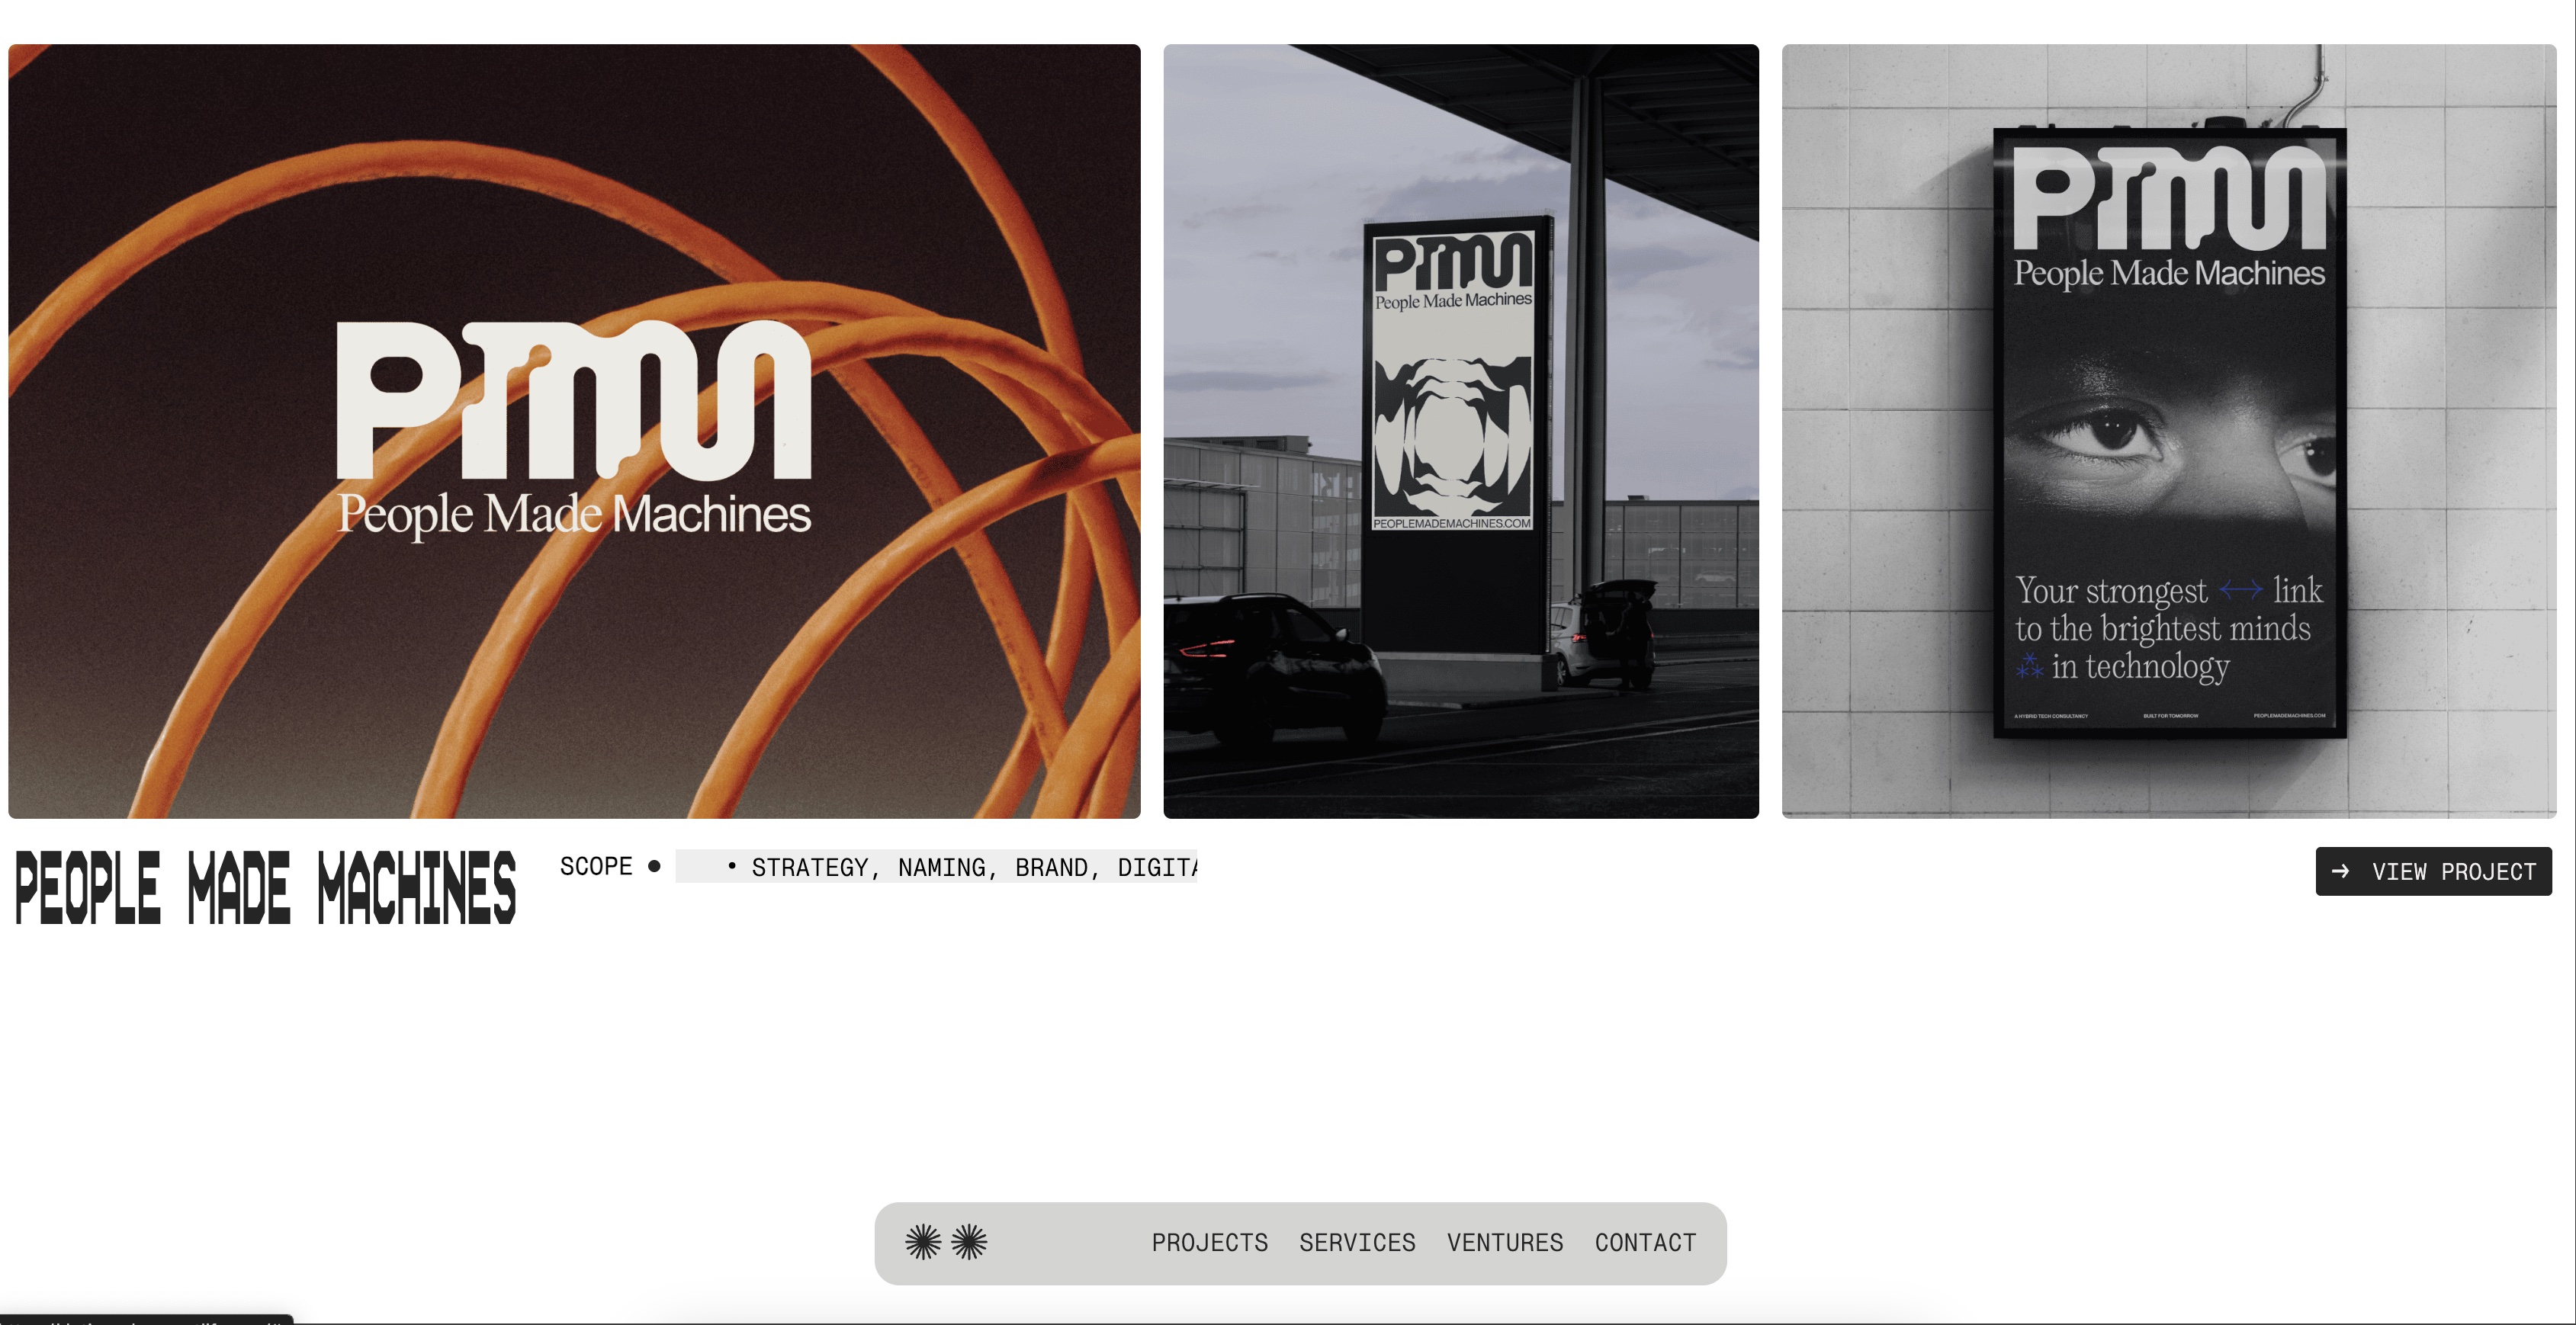 PMM
People Made Machines
PMM
People Made Machines
PEOPLEMADEMACHINES.COM
PMM
People Made Machines
Your strongest ↔ link
to the brightest minds
⁂ in technology
A HYBRID TECH CONSULTANCY BUILT FOR TOMORROW PEOPLEMADEMACHINES.COM
PEOPLE MADE MACHINES
SCOPE ● • STRATEGY, NAMING, BRAND, DIGITA
→ VIEW PROJECT
PROJECTS SERVICES VENTURES CONTACT